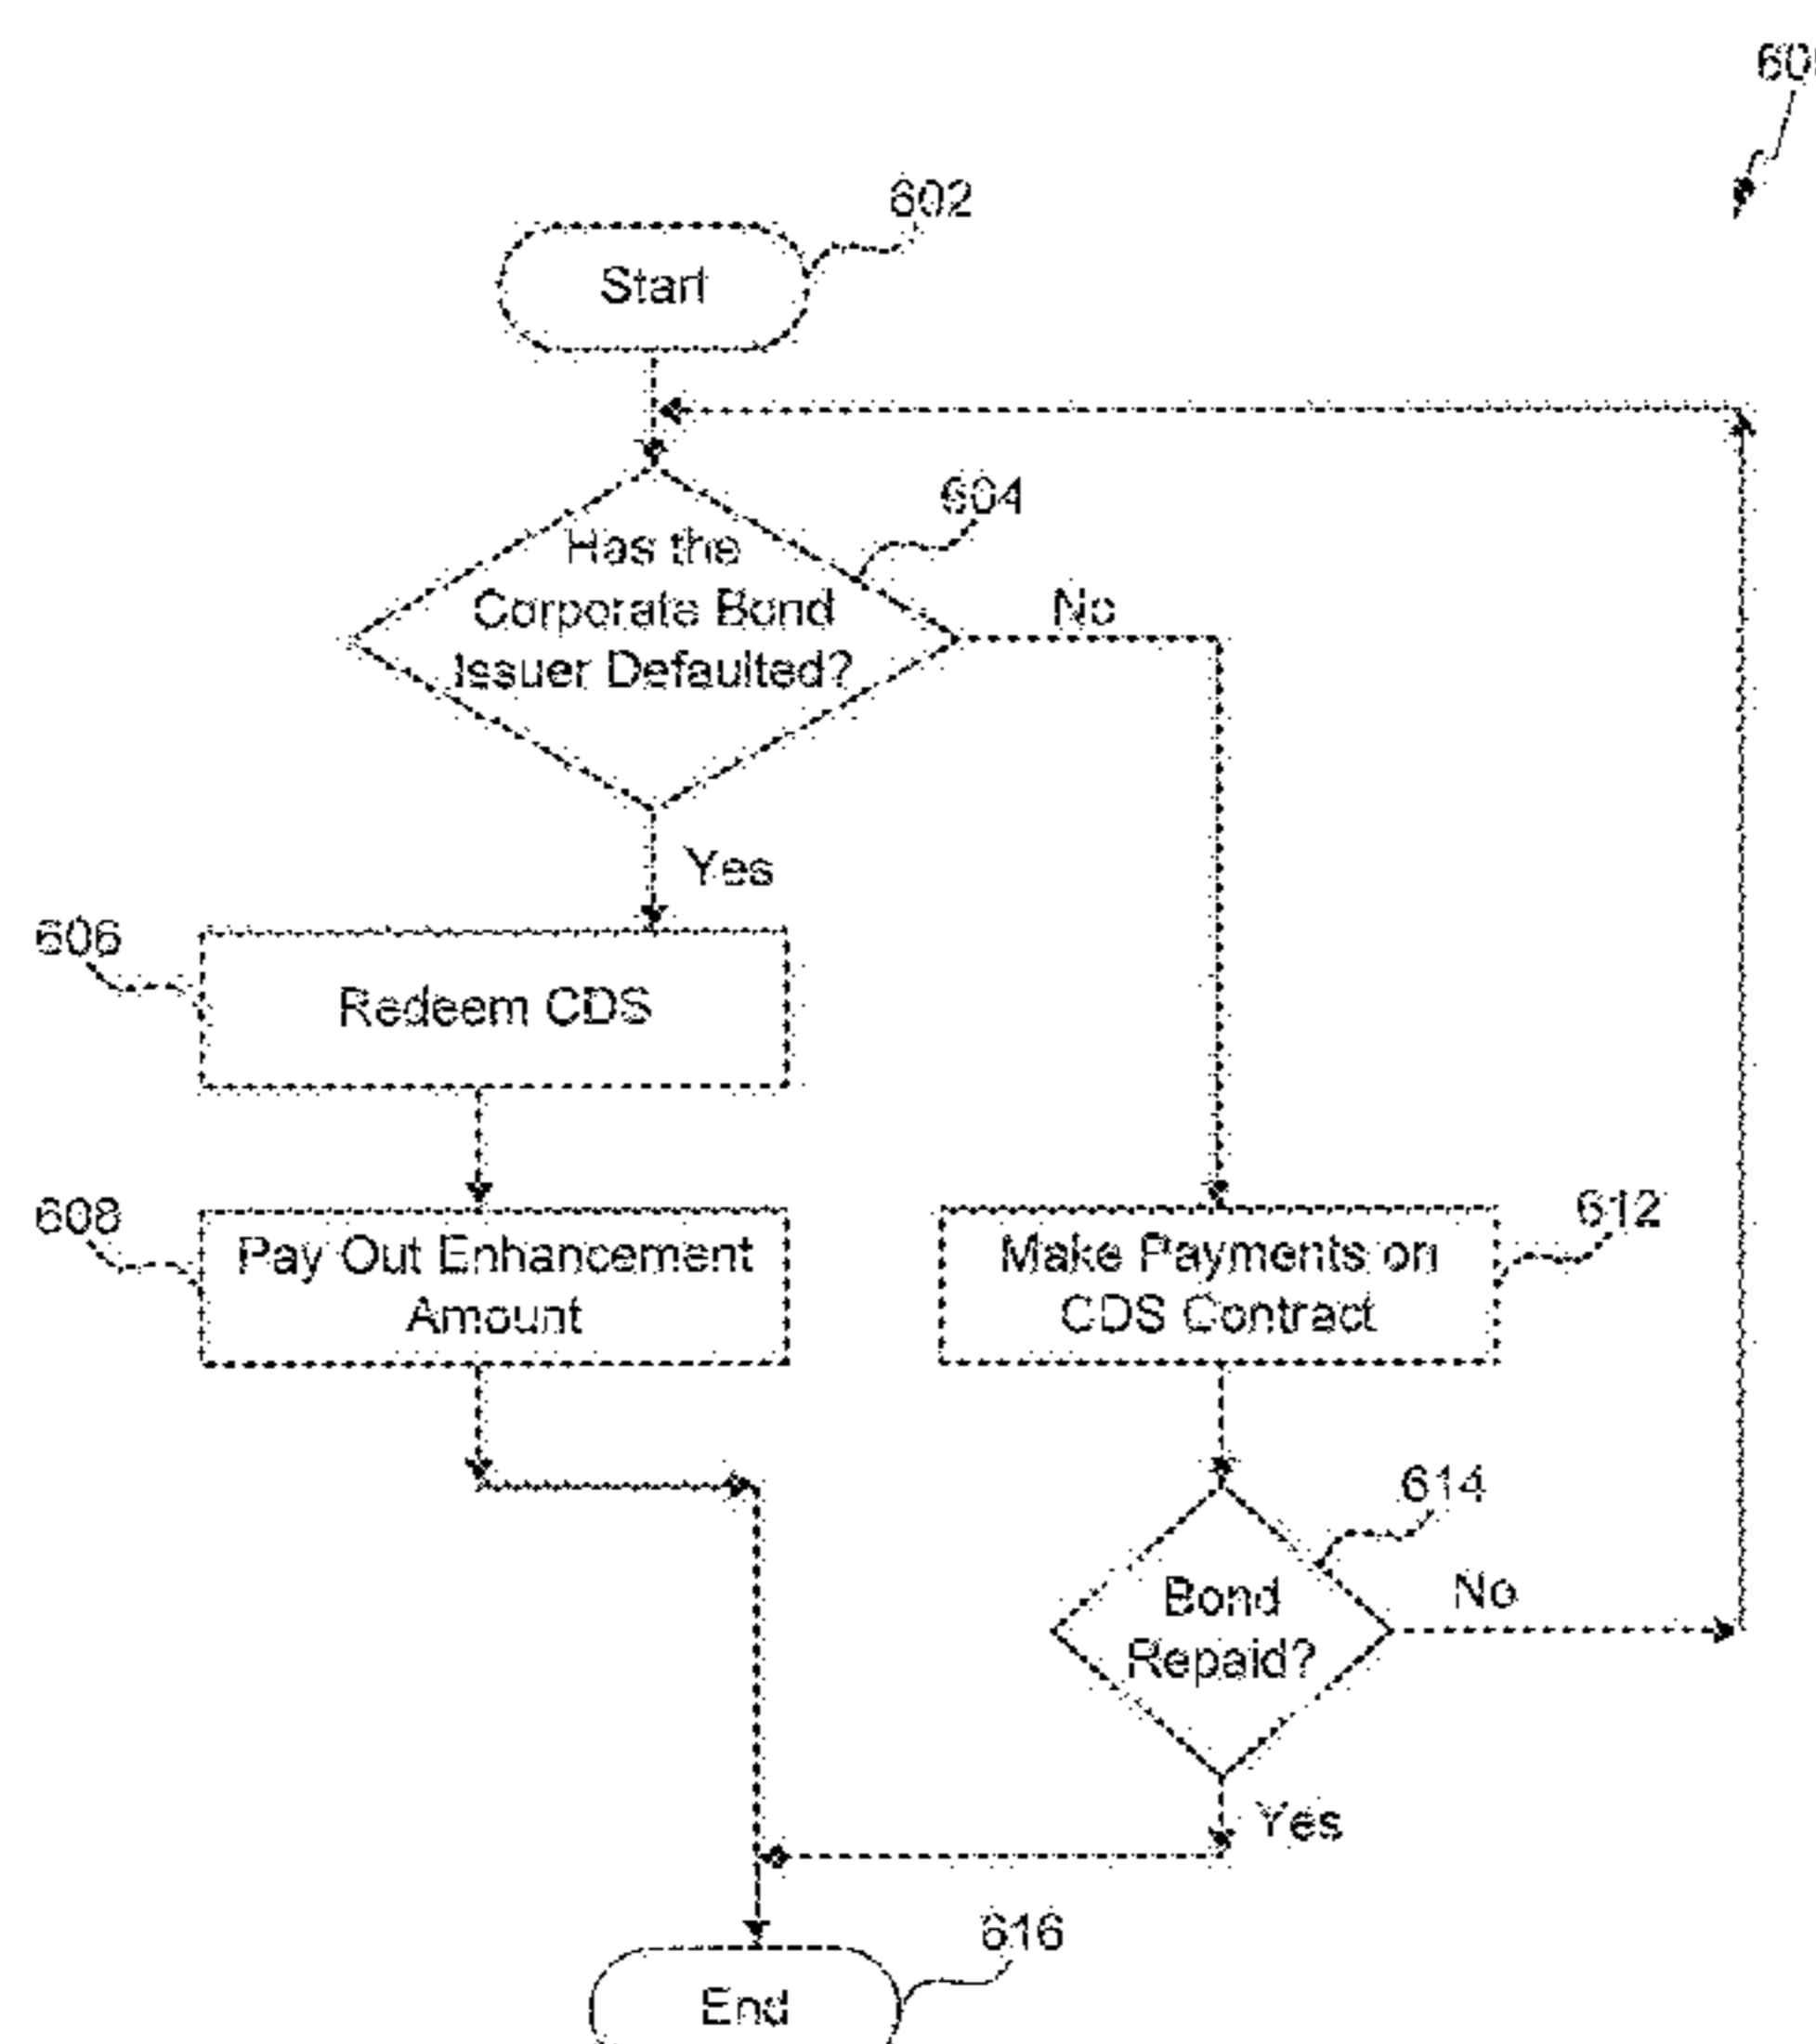 602
Start
604
Has the
Corporate Bond
Issuer Defaulted?
No
Yes
606
Redeem CDS
608
Pay Out Enhancement
Amount
612
Make Payments on
CDS Contract
614
Bond
Repaid?
No
Yes
616
End